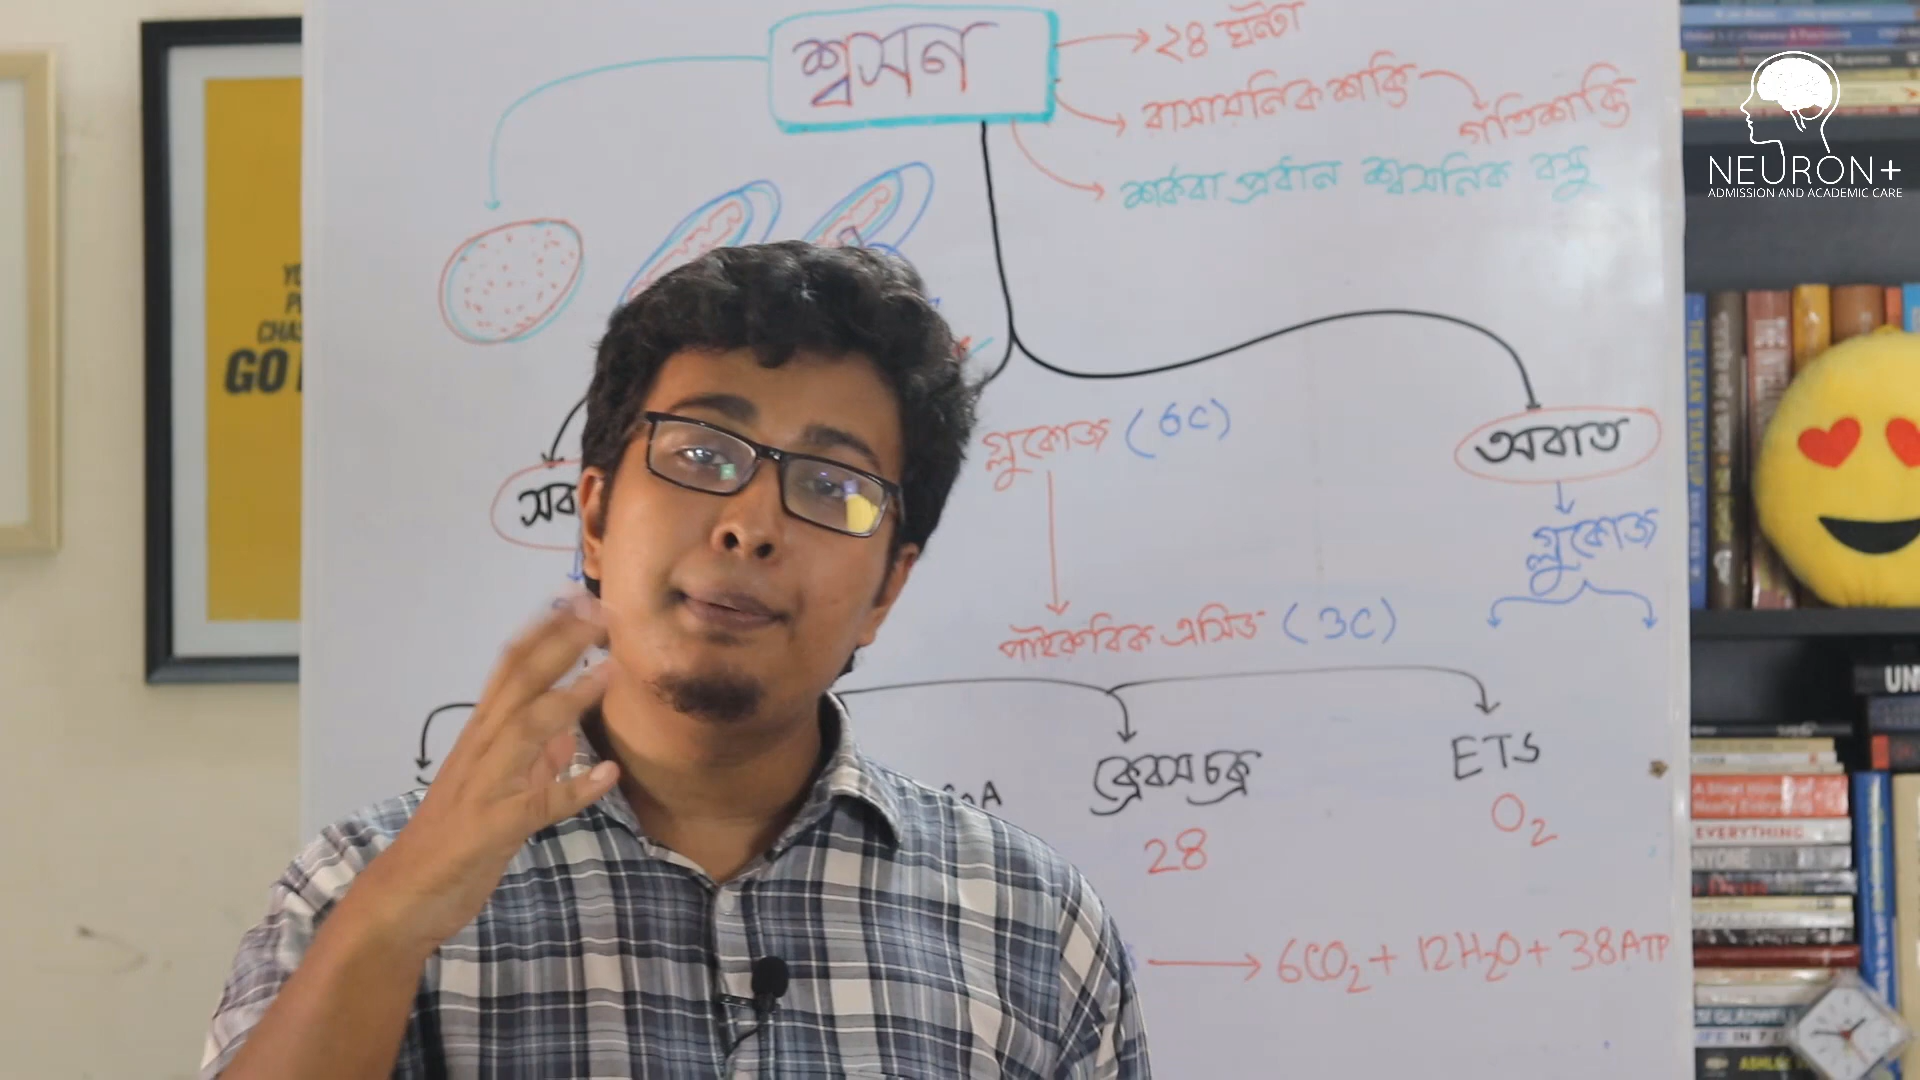 শ্বসন
২৪ ঘন্টা
রাসায়নিক শক্তি
গতিশক্তি
শর্করা প্রধান শ্বসনিক বস্তু
NEURON+
ADMISSION AND ACADEMIC CARE
GO
গ্লুকোজ (6C)
অবাত
সব
গ্লুকোজ
পাইরুবিক এসিড (3C)
ক্রেবস চক্র
ETS
A
28
O2
6CO2 + 12H2O + 38ATP
EVERYTHING